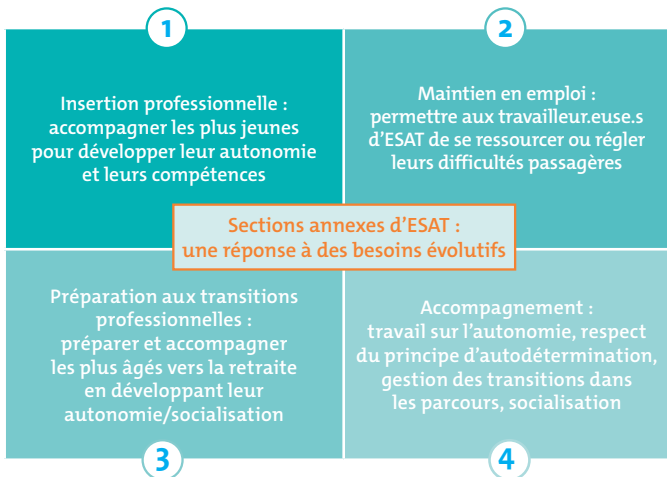 1
Insertion professionnelle :
accompagner les plus jeunes
pour développer leur autonomie
et leurs compétences
2
Maintien en emploi :
permettre aux travailleur.euse.s
d’ESAT de se ressourcer ou régler
leurs difficultés passagères
Sections annexes d’ESAT :
une réponse à des besoins évolutifs
Préparation aux transitions
professionnelles :
préparer et accompagner
les plus âgés vers la retraite
en développant leur
autonomie/socialisation
3
Accompagnement :
travail sur l’autonomie, respect
du principe d’autodétermination,
gestion des transitions dans
les parcours, socialisation
4